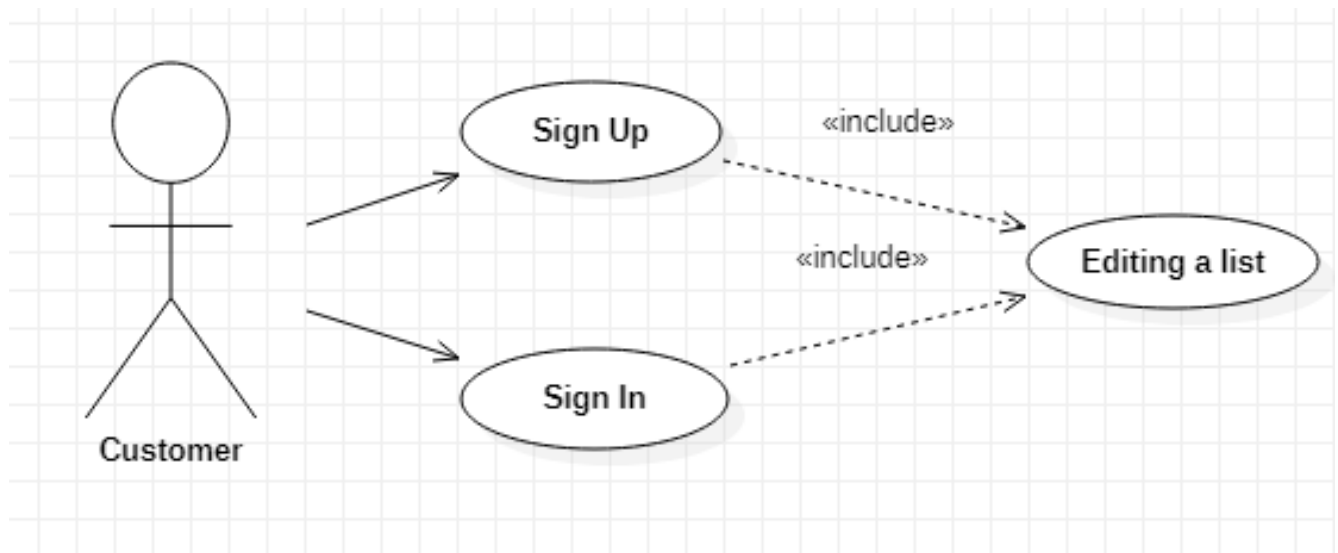 Sign Up
«include»
«include»
Editing a list
Sign In
Customer